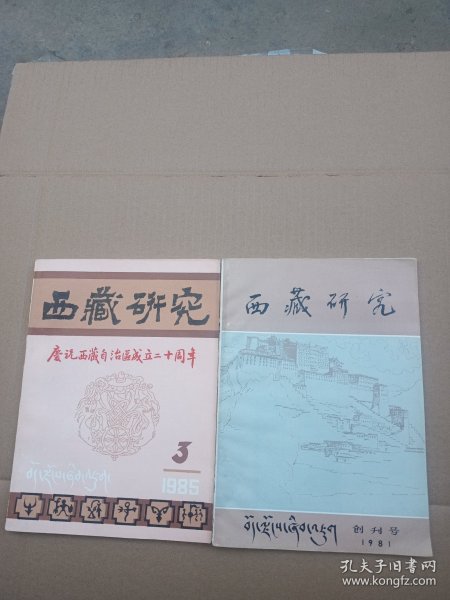 西藏研究
慶祝西藏自治區成立二十周年
3
1985
西藏研究
བོད་ལྗོངས་ཞིབ་འཇུག
创刊号
1981
孔夫子旧书网
www.kongfz.com